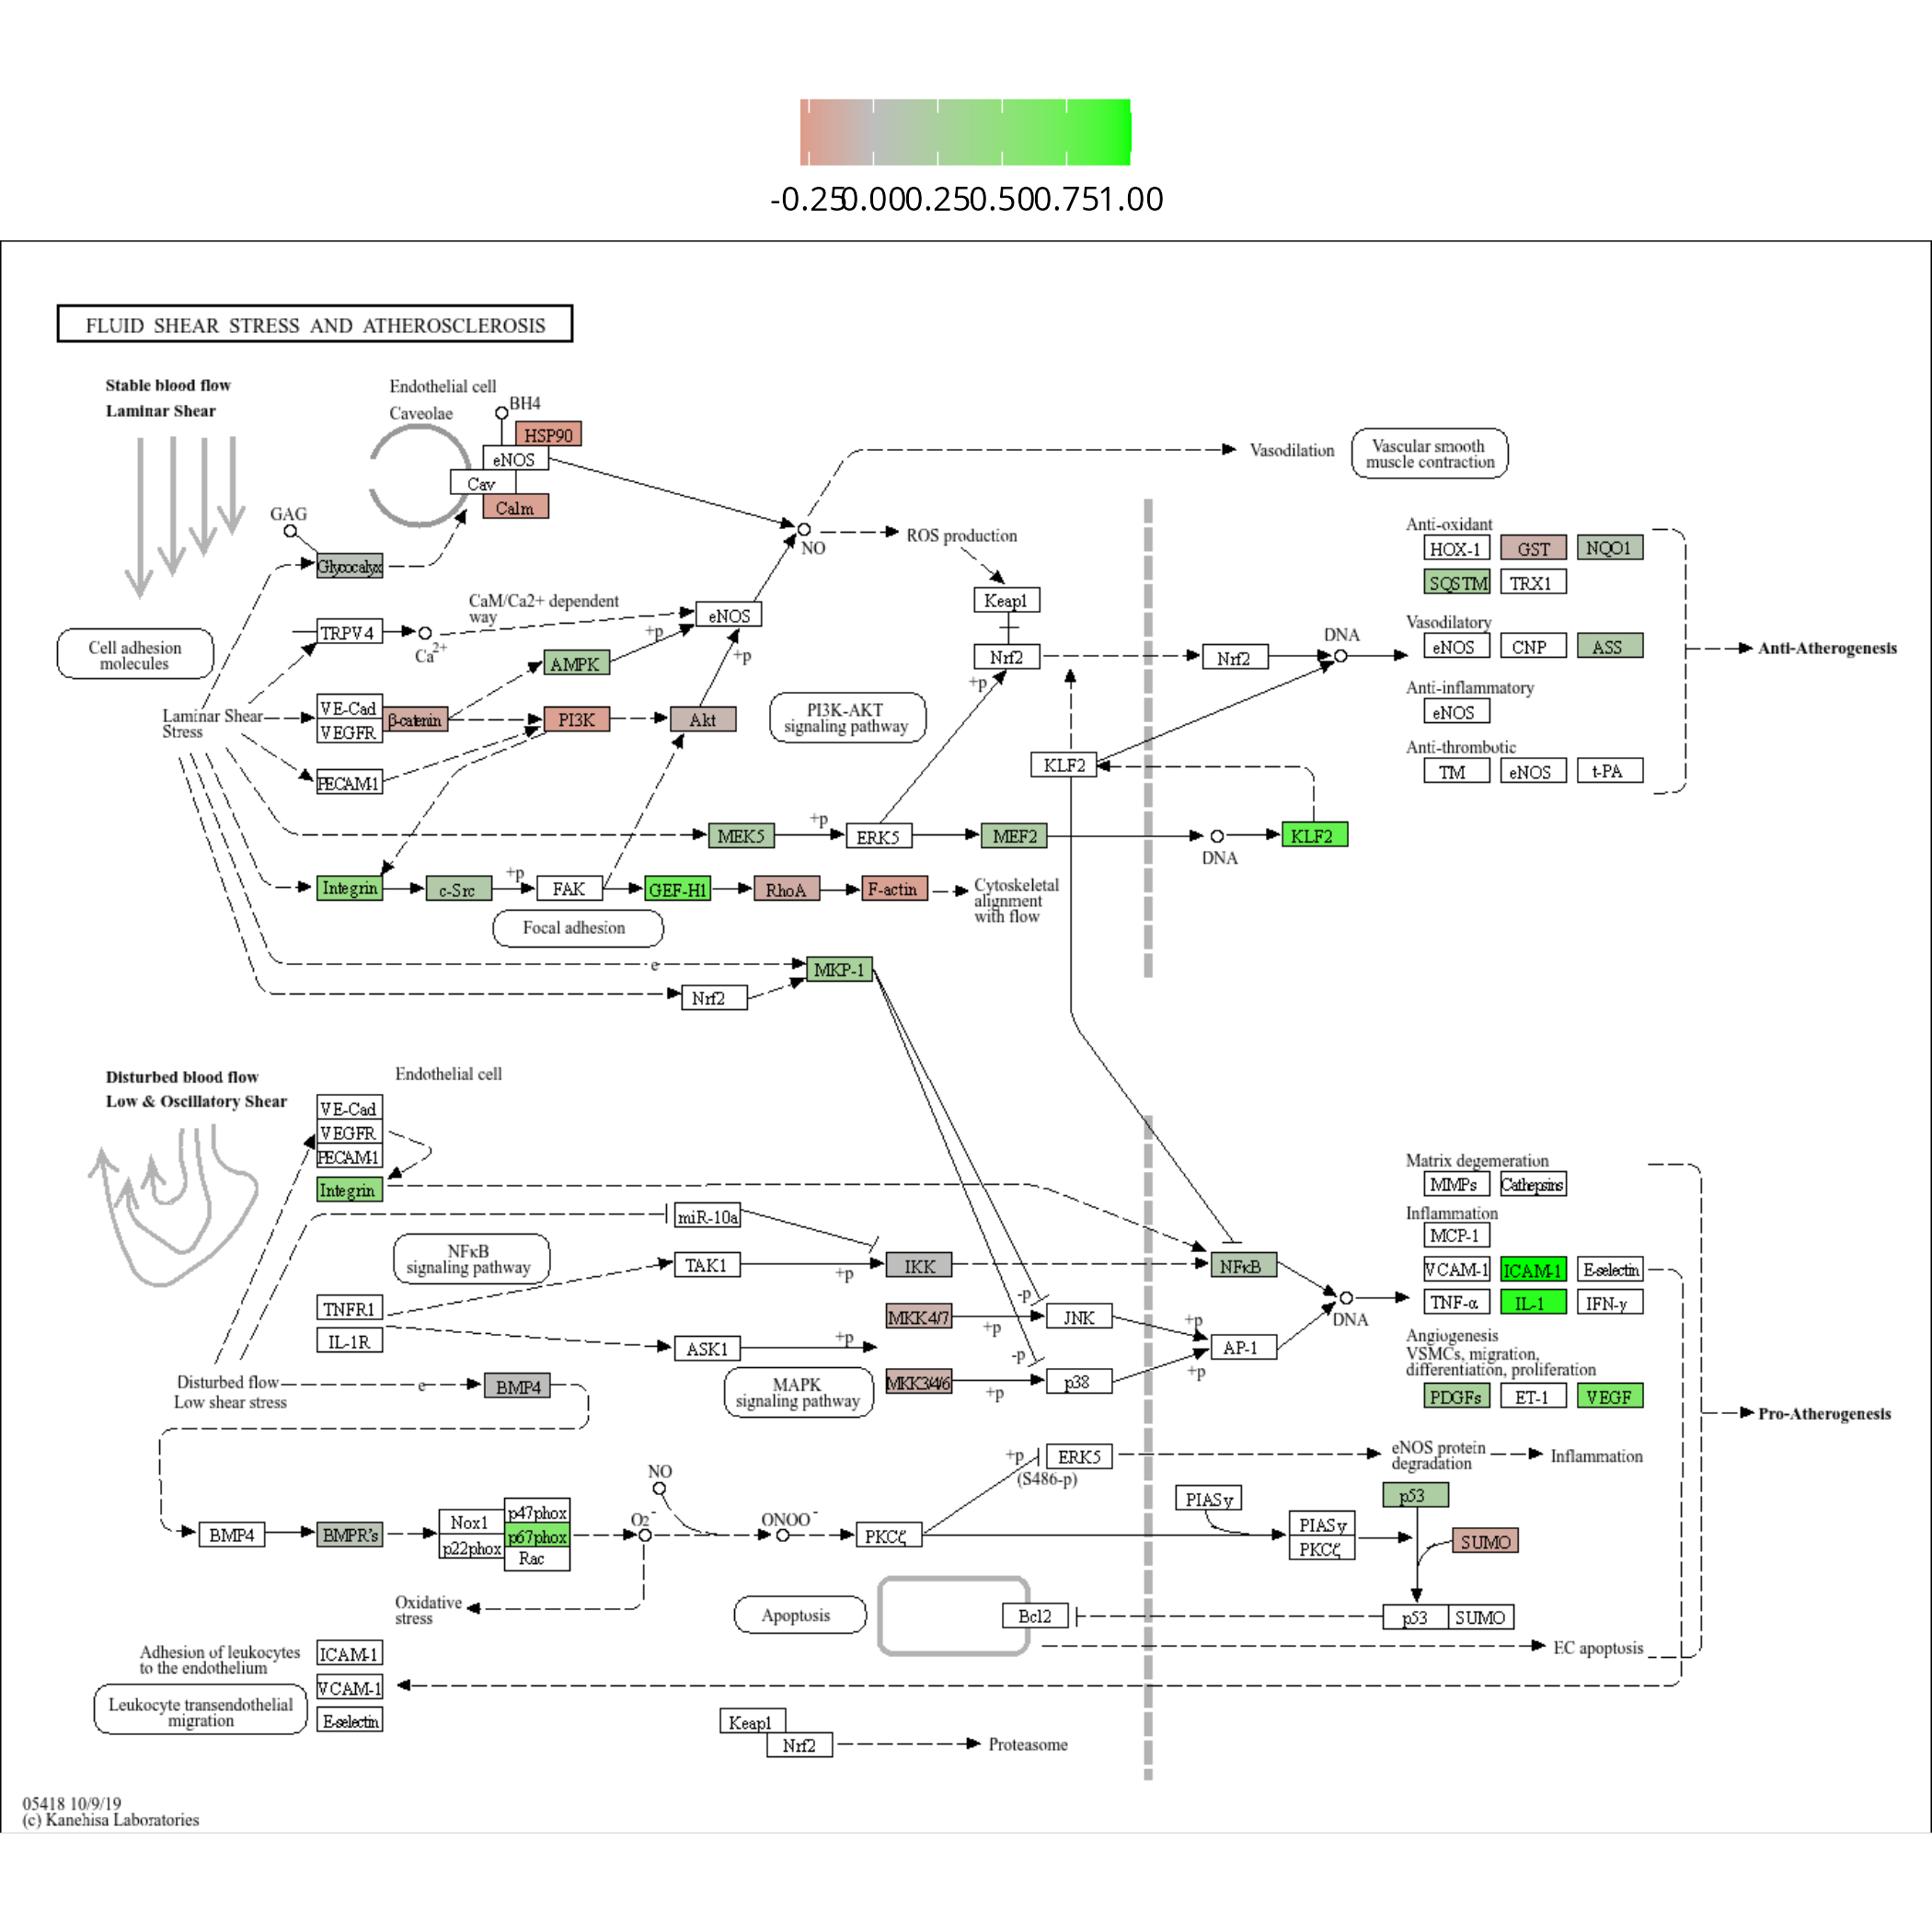 -0.25 0.00 0.25 0.50 0.75 1.00
FLUID SHEAR STRESS AND ATHEROSCLEROSIS
Stable blood flow
Laminar Shear
Endothelial cell
Caveolae
BH4
HSP90
eNOS
Cav
Calm
GAG
Glycocalyx
NO
Vasodilation
Vascular smooth
muscle contraction
ROS production
Keap1
Nrf2
Anti-oxidant
HOX-1 GST NQO1
SQSTM TRX1
Vasodilatory
eNOS CNP ASS
Anti-inflammatory
eNOS
Anti-thrombotic
TM eNOS t-PA
Anti-Atherogenesis
Cell adhesion
molecules
TRPV4
Ca2+
CaM/Ca2+ dependent
way
+p
eNOS
+p
AMPK
Laminar Shear
Stress
VE-Cad
VEGFR
β-catenin
PI3K
Akt
PI3K-AKT
signaling pathway
PECAM1
+p
Nrf2
DNA
KLF2
MEK5
+p
ERK5
MEF2
DNA
KLF2
Integrin
c-Src
+p
FAK
GEF-H1
RhoA
F-actin
Cytoskeletal
alignment
with flow
Focal adhesion
e
MKP-1
Nrf2
Disturbed blood flow
Low & Oscillatory Shear
Endothelial cell
VE-Cad
VEGFR
PECAM1
Integrin
miR-10a
NFκB
signaling pathway
TAK1
+p
IKK
NFκB
TNFR1
IL-1R
ASK1
+p
MKK4/7
+p
-p
JNK
+p
MKK3/4/6
+p
-p
p38
+p
AP-1
DNA
MAPK
signaling pathway
Matrix degemeration
MMPs Cathepsins
Inflammation
MCP-1
VCAM-1 ICAM-1 E-selectin
TNF-α IL-1 IFN-γ
Angiogenesis
VSMCs, migration,
differentiation, proliferation
PDGFs ET-1 VEGF
Pro-Atherogenesis
Disturbed flow
Low shear stress
e
BMP4
BMP4
BMPR's
Nox1
p22phox
p47phox
p67phox
Rac
NO
O2-
ONOO-
PKCζ
+p
(S486-p)
ERK5
eNOS protein
degradation
Inflammation
PIASy
PIASy
PKCζ
p53
SUMO
p53 SUMO
Oxidative
stress
Apoptosis
Bcl2
EC apoptosis
Adhesion of leukocytes
to the endothelium
ICAM-1
VCAM-1
E-selectin
Leukocyte transendothelial
migration
Keap1
Nrf2
Proteasome
05418 10/9/19
(c) Kanehisa Laboratories